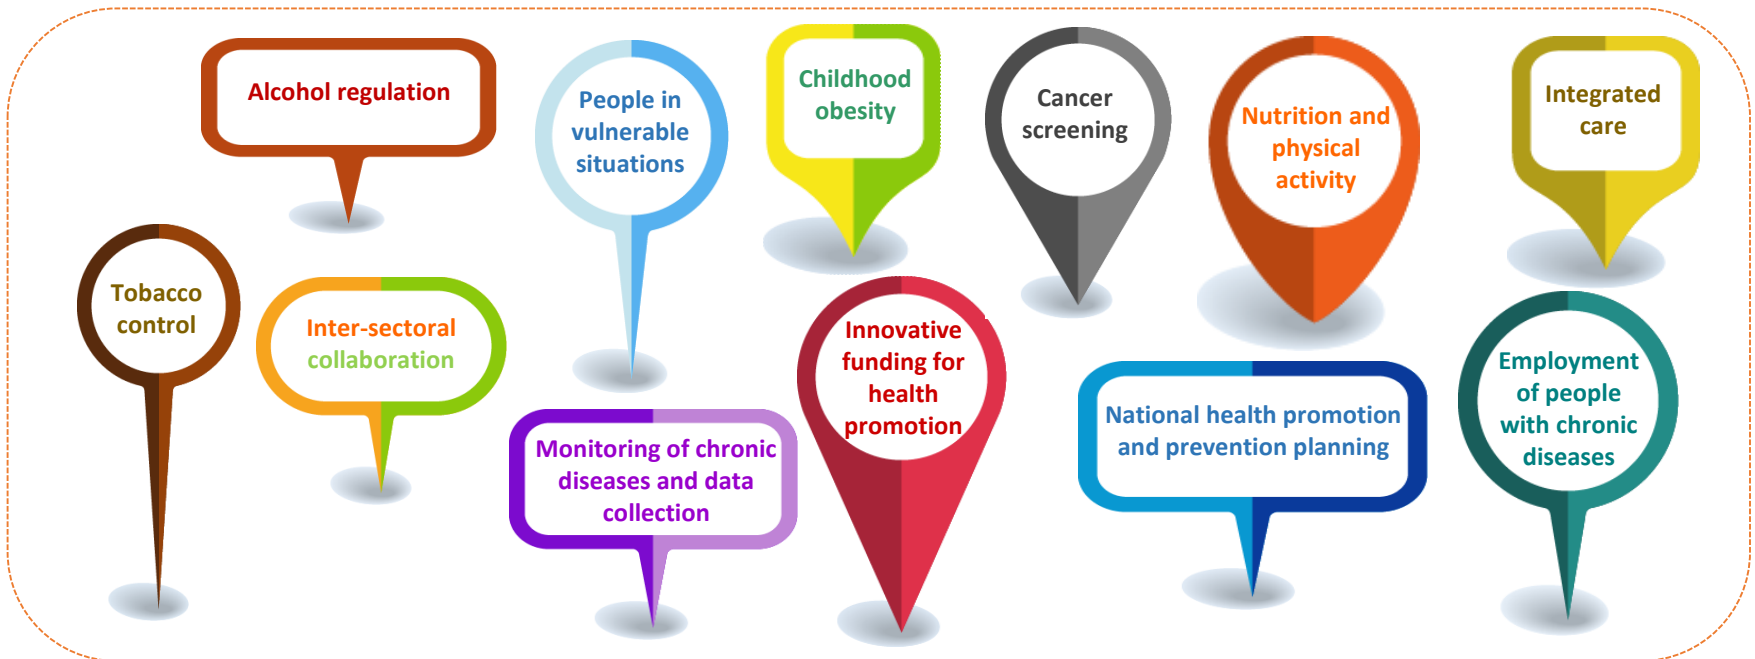 Alcohol regulation
People in
vulnerable
situations
Childhood
obesity
Cancer
screening
Nutrition and
physical
activity
Integrated
care
Tobacco
control
Inter-sectoral
collaboration
Monitoring of chronic
diseases and data
collection
Innovative
funding for
health
promotion
National health promotion
and prevention planning
Employment
of people
with chronic
diseases